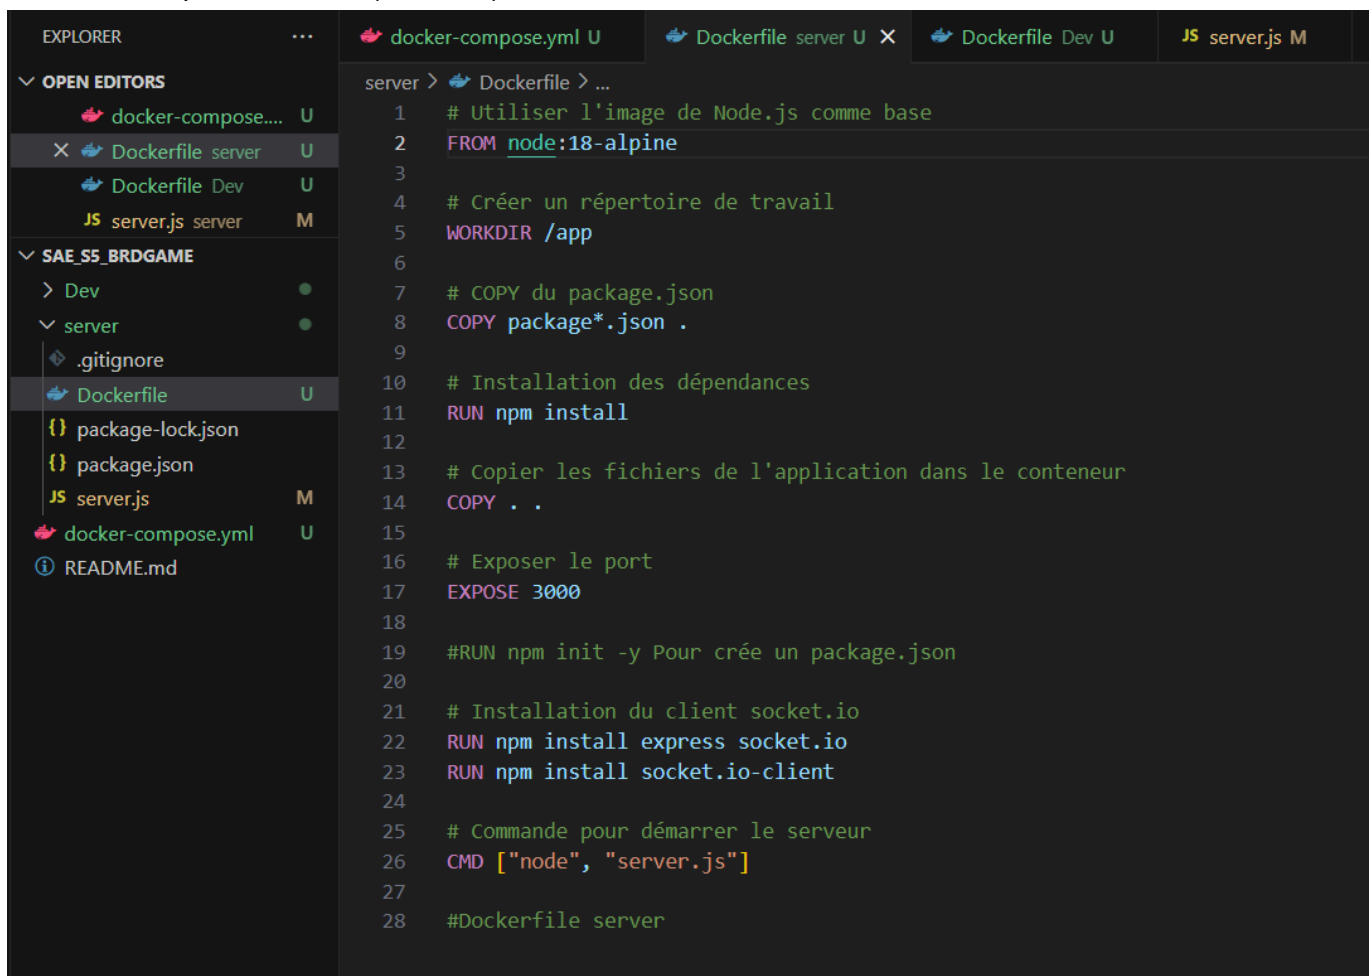 EXPLORER ...
OPEN EDITORS
docker-compose.... U
Dockerfile server U
Dockerfile Dev U
JS server.js server M
SAE_S5_BRDGAME
Dev
server
.gitignore
Dockerfile U
{} package-lock.json
{} package.json
JS server.js M
docker-compose.yml U
README.md
docker-compose.yml U Dockerfile server U Dockerfile Dev U JS server.js M
server > Dockerfile > ...
1 # Utiliser l'image de Node.js comme base
2 FROM node:18-alpine
3
4 # Créer un répertoire de travail
5 WORKDIR /app
6
7 # COPY du package.json
8 COPY package*.json .
9
10 # Installation des dépendances
11 RUN npm install
12
13 # Copier les fichiers de l'application dans le conteneur
14 COPY . .
15
16 # Exposer le port
17 EXPOSE 3000
18
19 #RUN npm init -y Pour crée un package.json
20
21 # Installation du client socket.io
22 RUN npm install express socket.io
23 RUN npm install socket.io-client
24
25 # Commande pour démarrer le serveur
26 CMD ["node", "server.js"]
27
28 #Dockerfile server